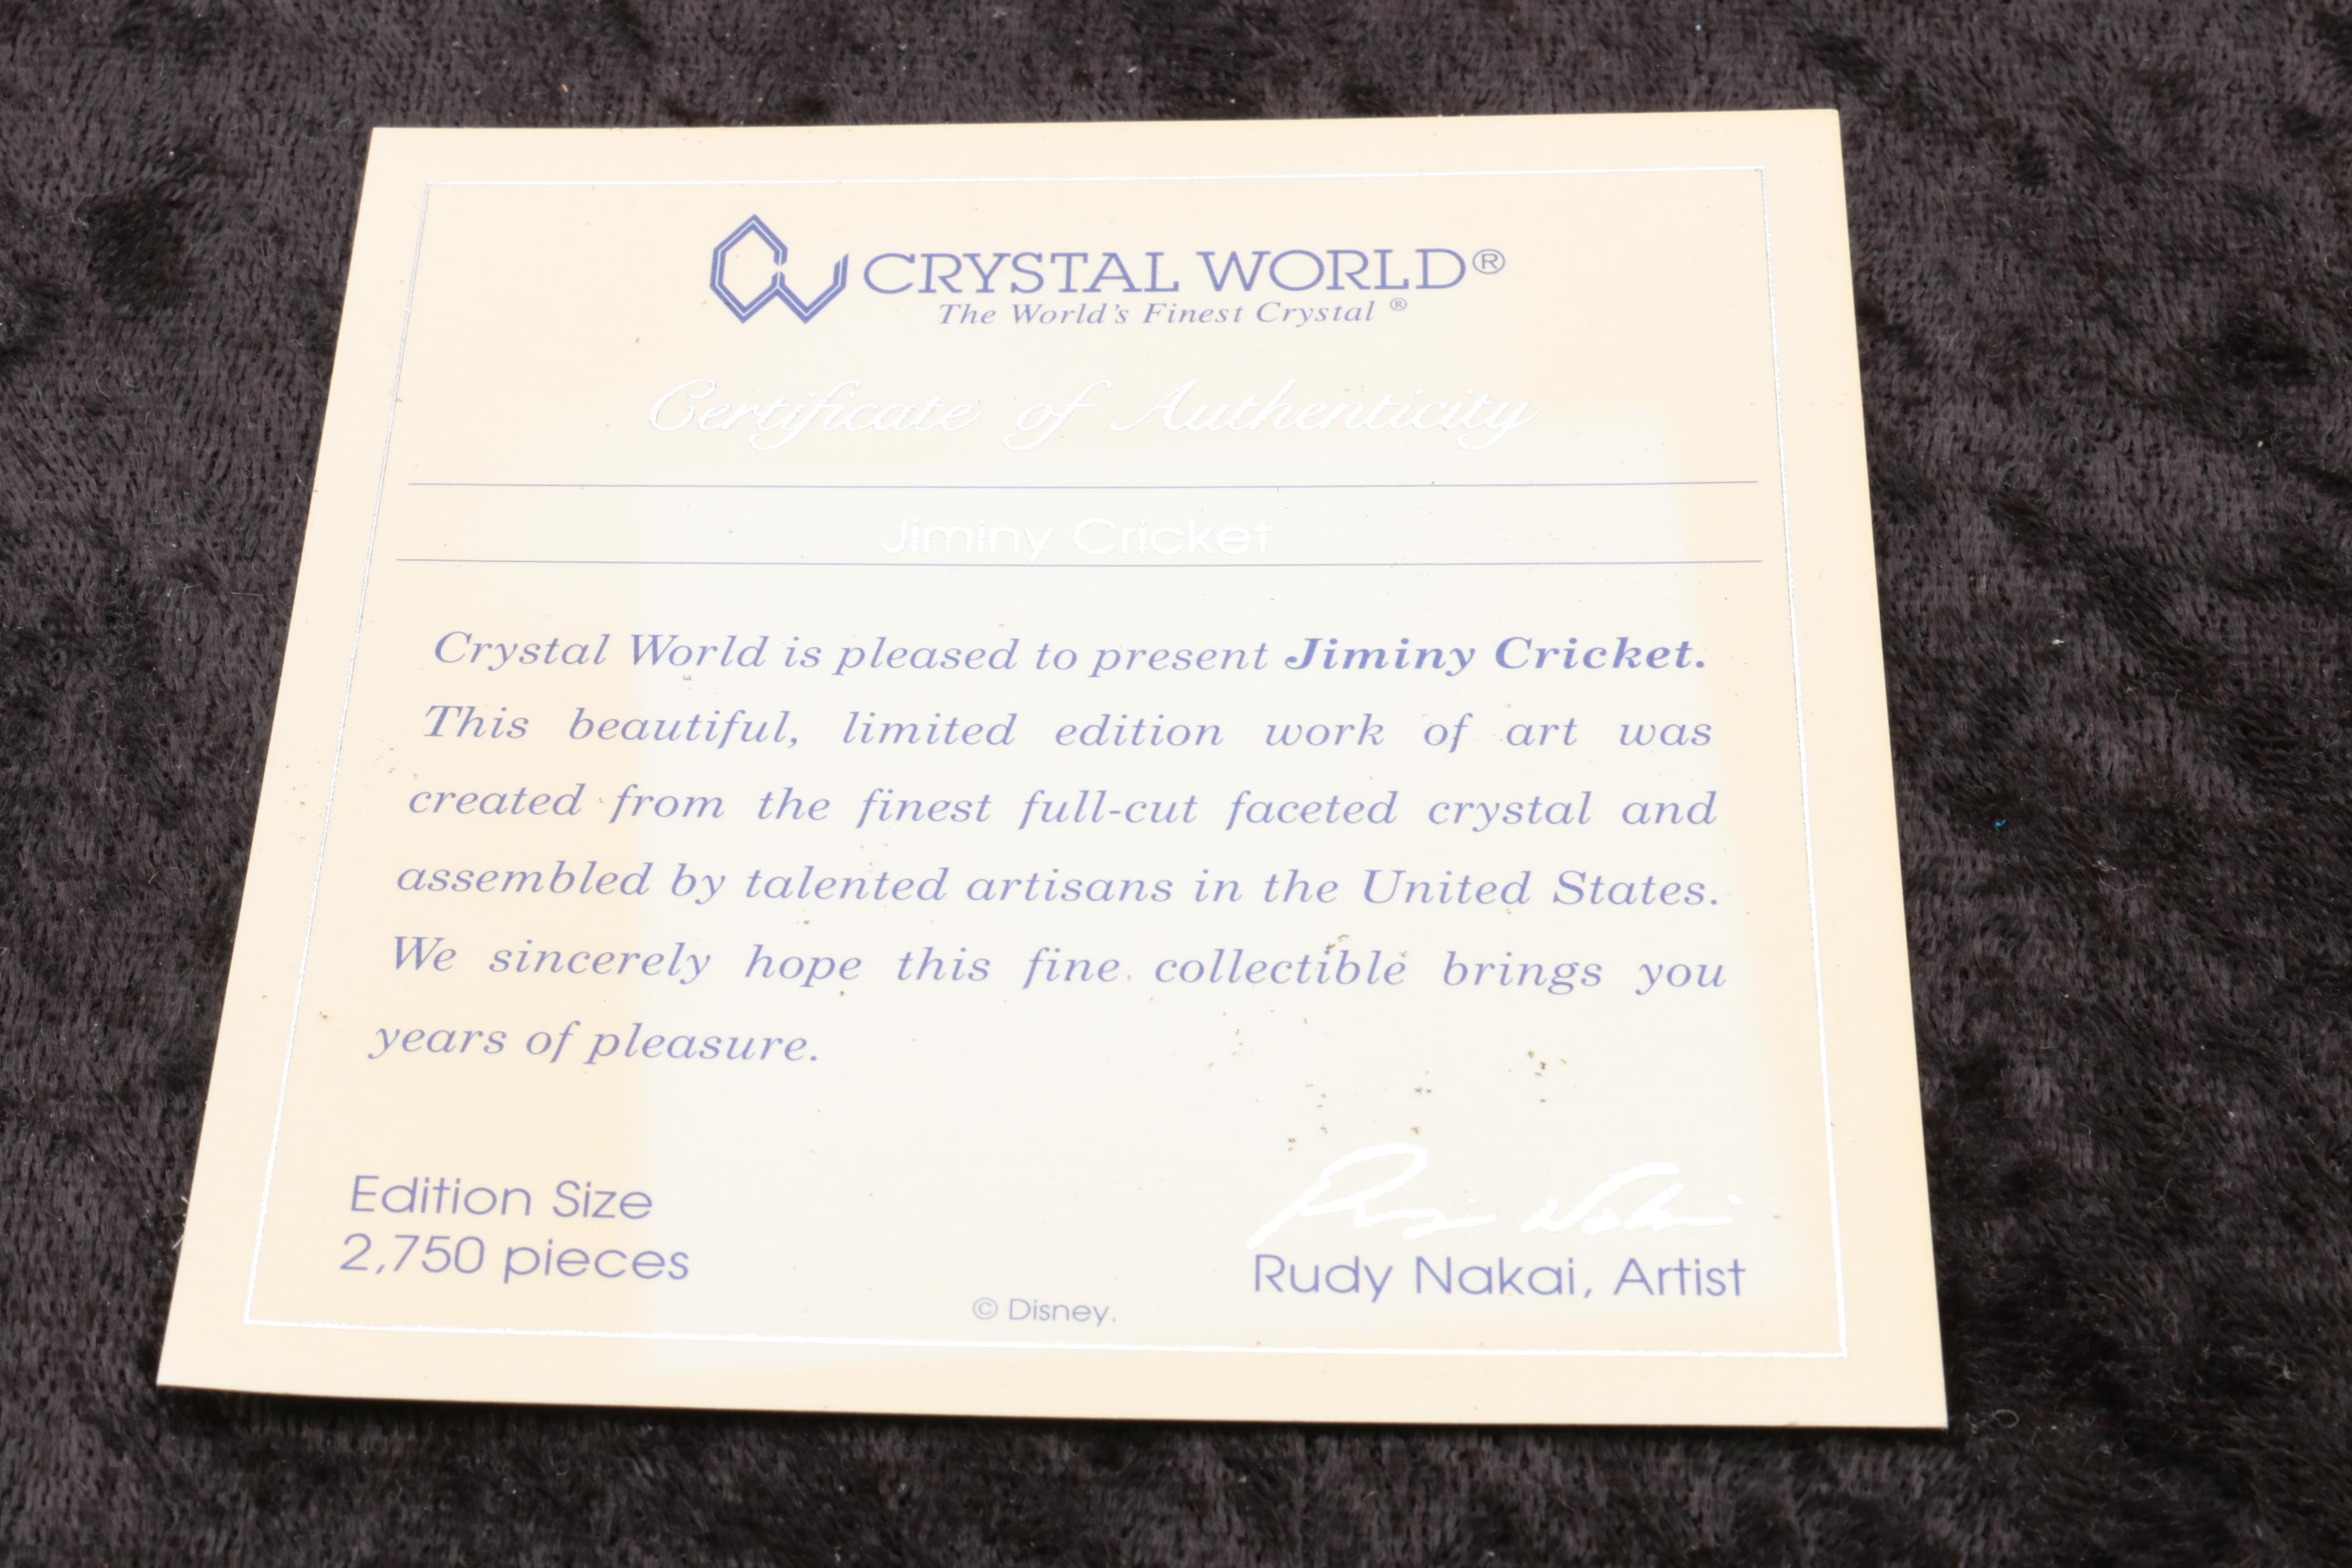 CRYSTAL WORLD®
The World's Finest Crystal ®
Certificate of Authenticity
Jiminy Cricket
Crystal World is pleased to present Jiminy Cricket.
This beautiful, limited edition work of art was
created from the finest full-cut faceted crystal and
assembled by talented artisans in the United States.
We sincerely hope this fine collectible brings you
years of pleasure.
Edition Size
2,750 pieces
Rudy Nakai
Rudy Nakai, Artist
© Disney.